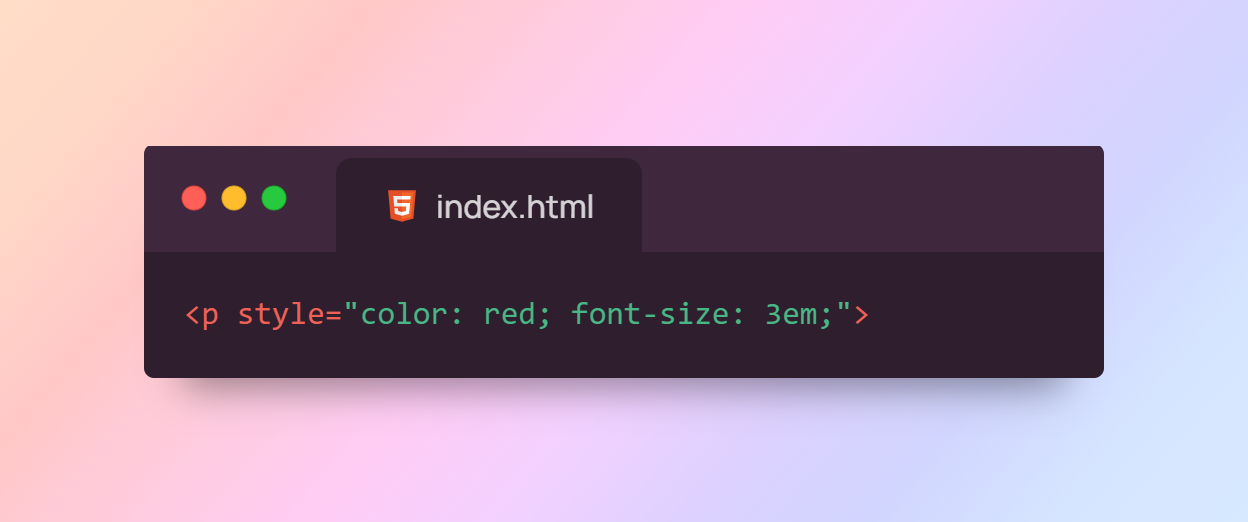 index.html
<p style="color: red; font-size: 3em;">